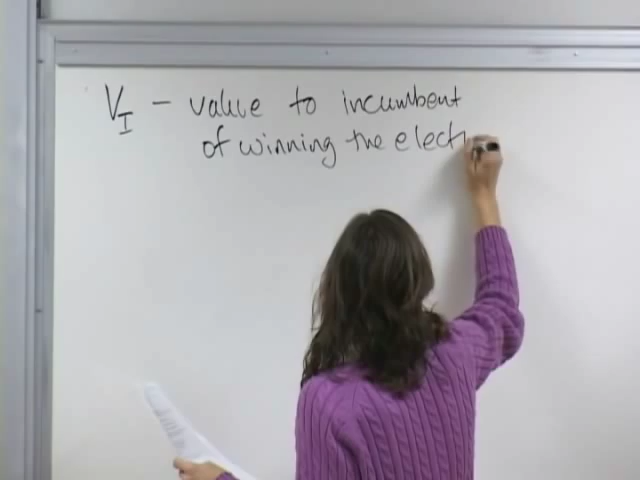 V_I – value to incumbent
of winning the elect